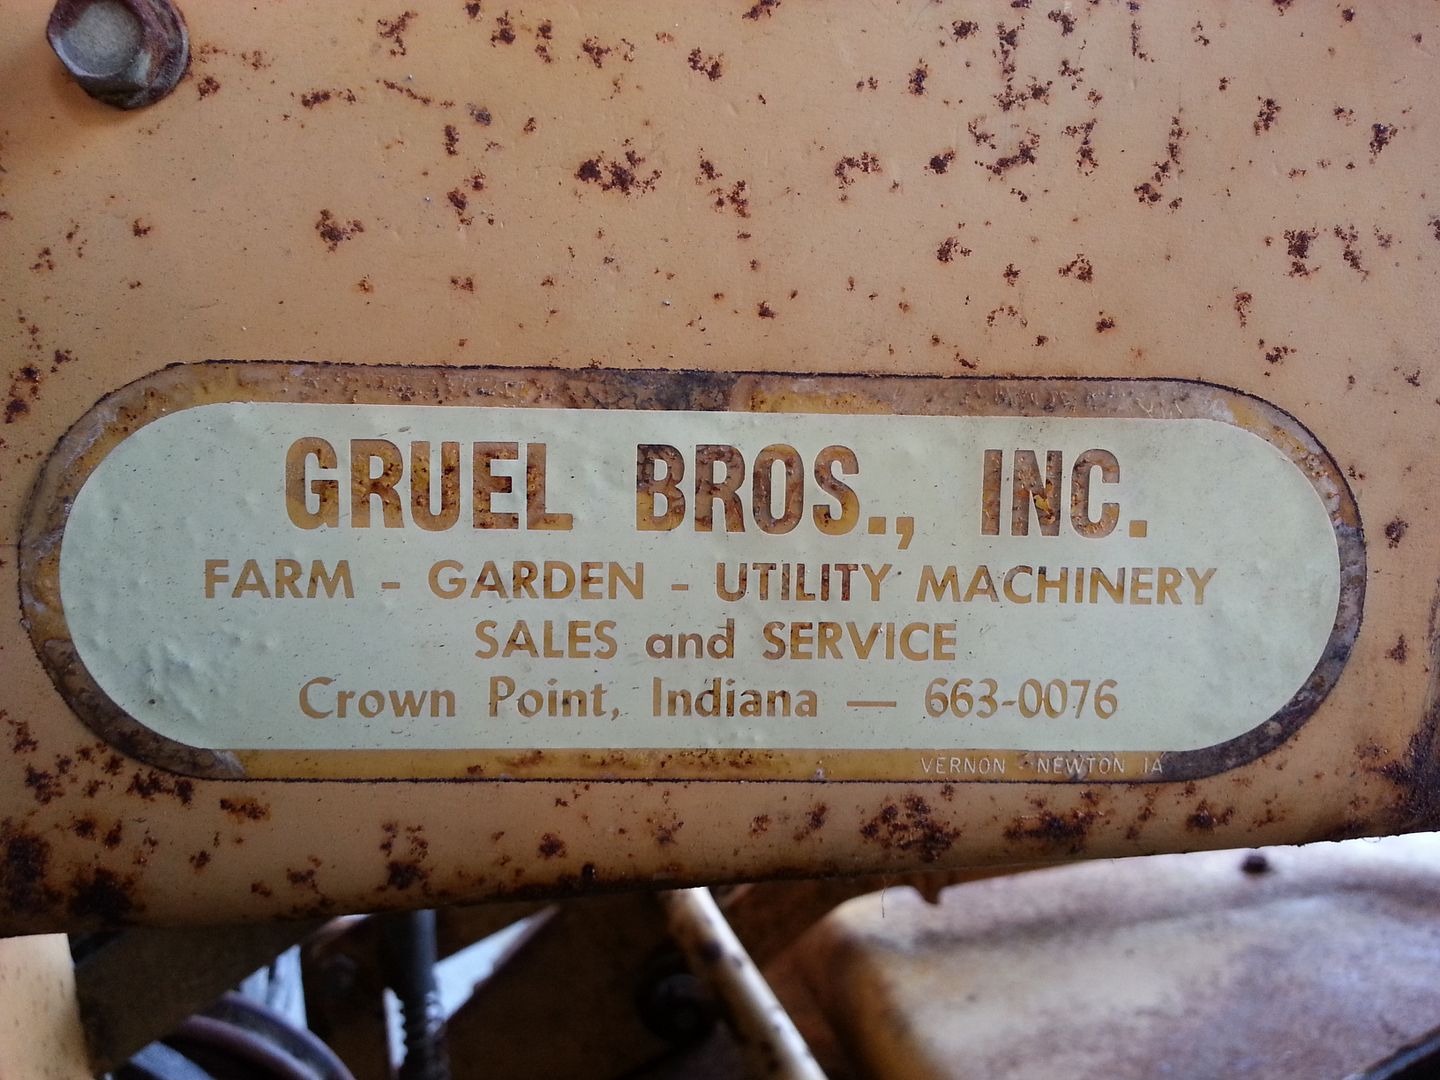 GRUEL BROS., INC.
FARM - GARDEN - UTILITY MACHINERY
SALES and SERVICE
Crown Point, Indiana — 663-0076
VERNON - NEWTON IA